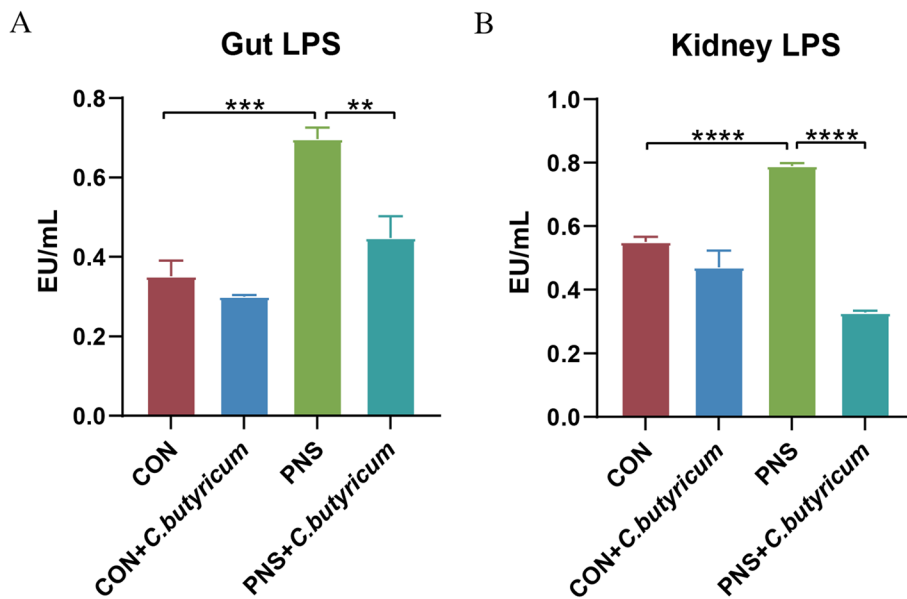 A
Gut LPS
EU/mL
0.8
0.6
0.4
0.2
0.0
***
**
CON
CON+C.butyricum
PNS
PNS+C.butyricum
B
Kidney LPS
EU/mL
1.0
0.8
0.6
0.4
0.2
0.0
****
****
CON
CON+C.butyricum
PNS
PNS+C.butyricum